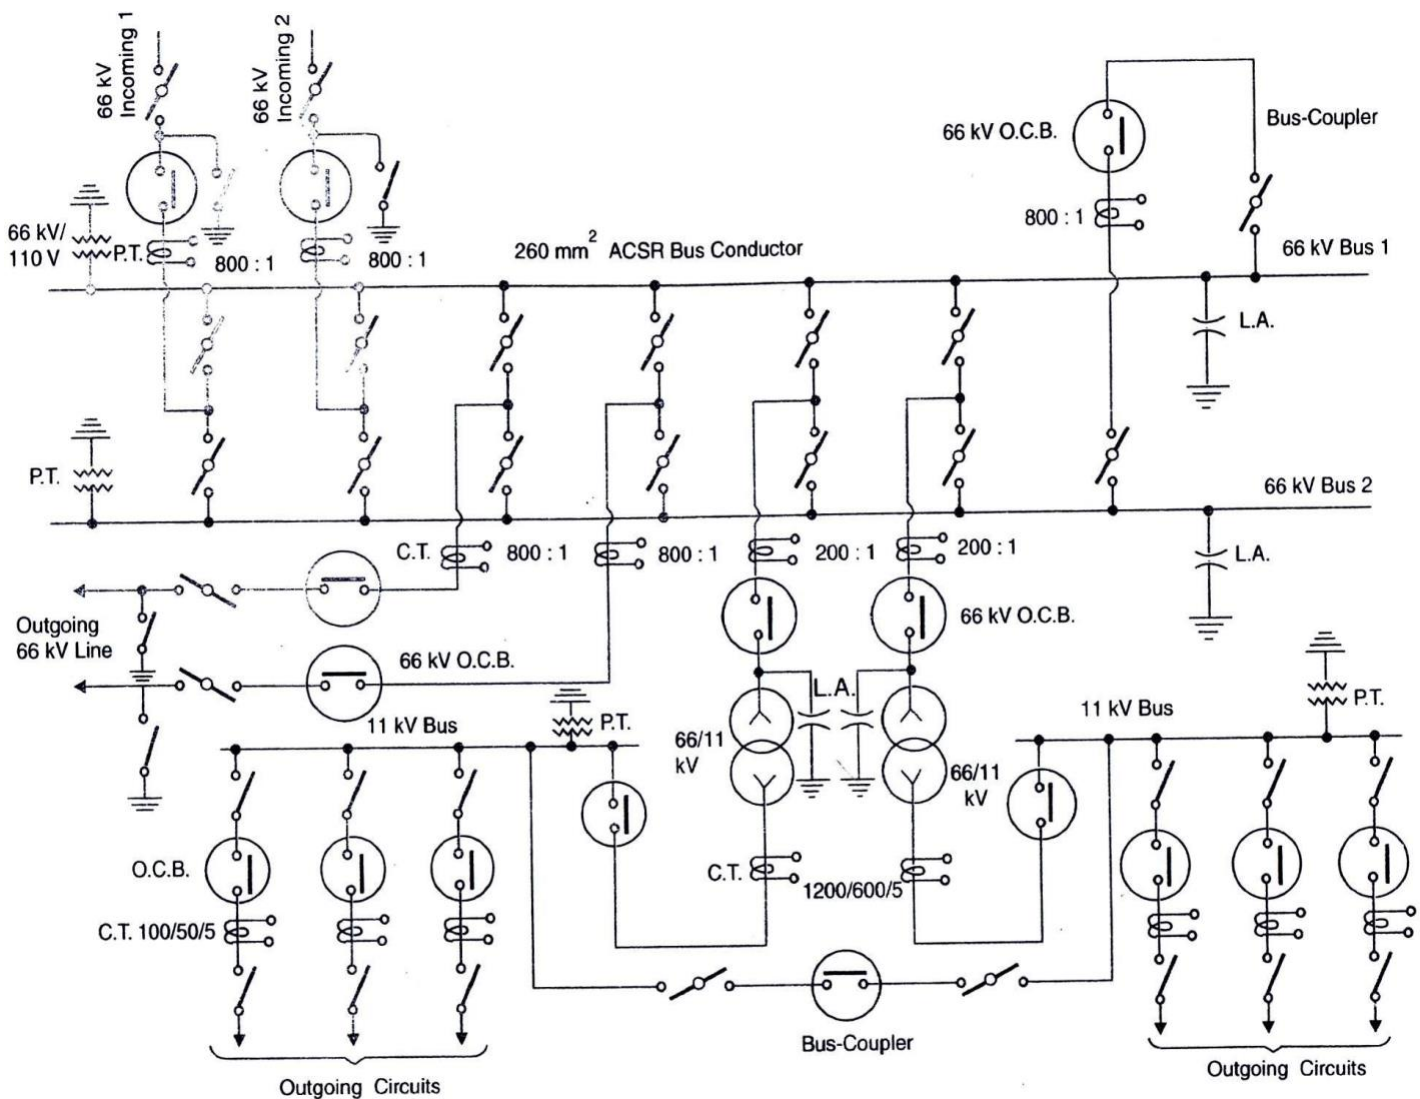 66 kV
Incoming 1
66 kV
Incoming 2
66 kV O.C.B.
Bus-Coupler
800 : 1
66 kV/
110 V
P.T.
800 : 1
800 : 1
260 mm2 ACSR Bus Conductor
66 kV Bus 1
L.A.
P.T.
66 kV Bus 2
C.T.
800 : 1
800 : 1
200 : 1
200 : 1
L.A.
Outgoing
66 kV Line
66 kV O.C.B.
66 kV O.C.B.
11 kV Bus
P.T.
L.A.
66/11
kV
66/11
kV
11 kV Bus
P.T.
O.C.B.
C.T. 100/50/5
C.T.
1200/600/5
Bus-Coupler
Outgoing Circuits
Outgoing Circuits